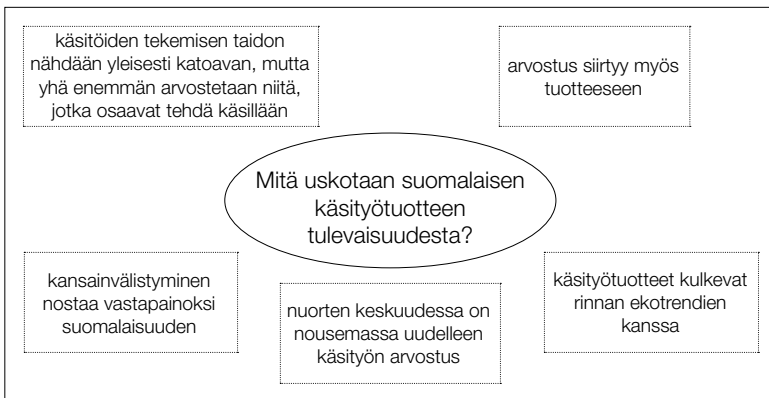 käsitöiden tekemisen taidon
nähdään yleisesti katoavan, mutta
yhä enemmän arvostetaan niitä,
jotka osaavat tehdä käsillään
arvostus siirtyy myös
tuotteeseen
Mitä uskotaan suomalaisen
käsityötuotteen
tulevaisuudesta?
kansainvälistyminen
nostaa vastapainoksi
suomalaisuuden
nuorten keskuudessa on
nousemassa uudelleen
käsityön arvostus
käsityötuotteet kulkevat
rinnan ekotrendien
kanssa